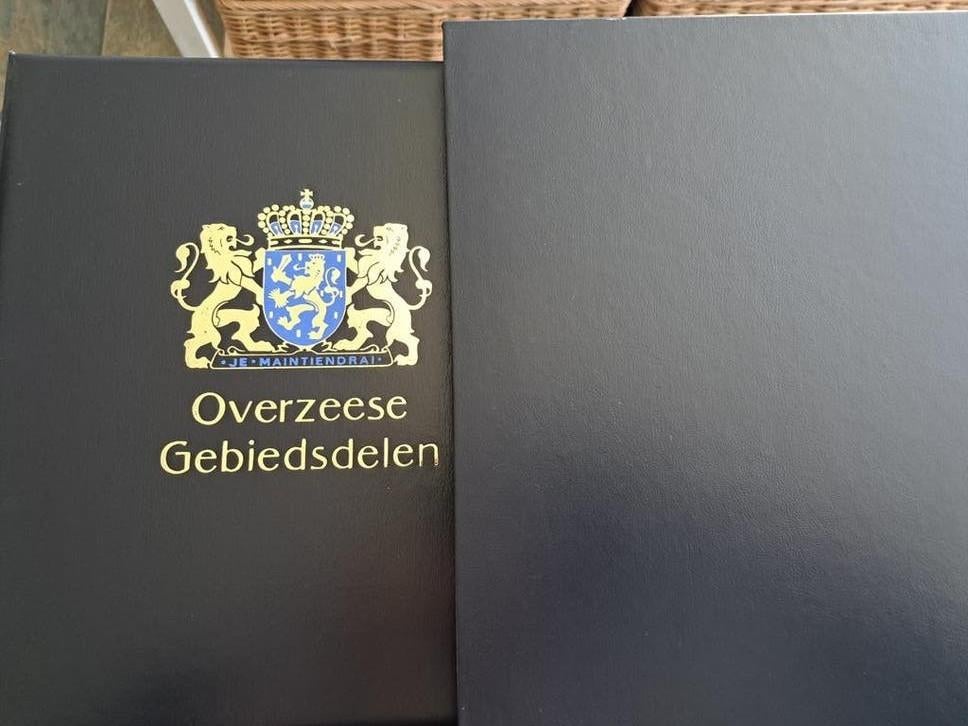 · JE · MAINTIENDRAI ·
Overzeese
Gebiedsdelen